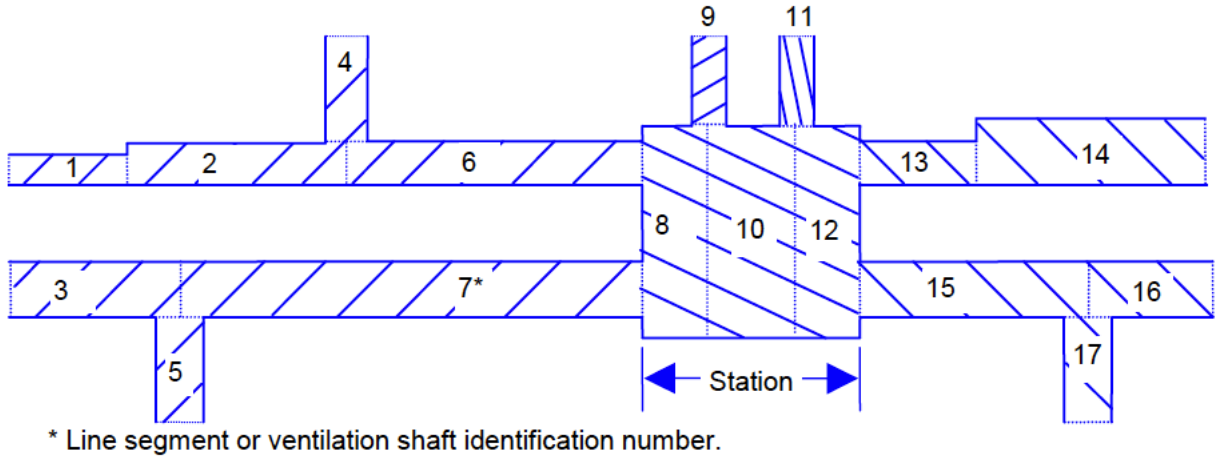 9 11
4
1 2 6 13 14
8 10 12
3 7* 15 16
5 Station 17
* Line segment or ventilation shaft identification number.